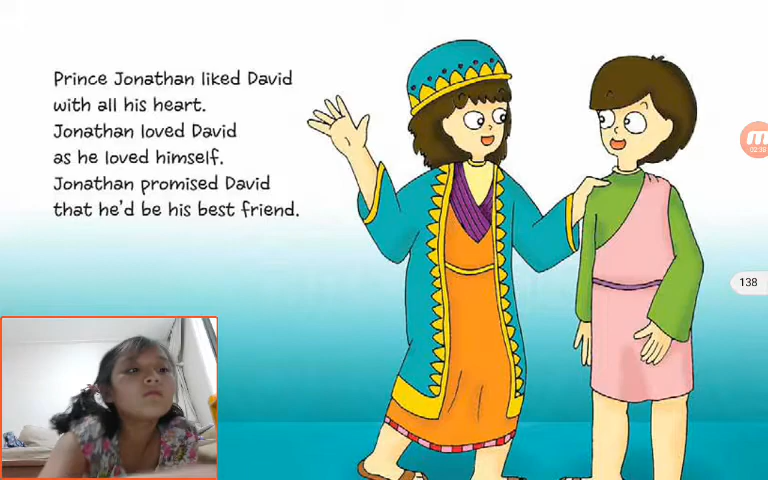 Prince Jonathan liked David
with all his heart.
Jonathan loved David
as he loved himself.
Jonathan promised David
that he'd be his best friend.
138